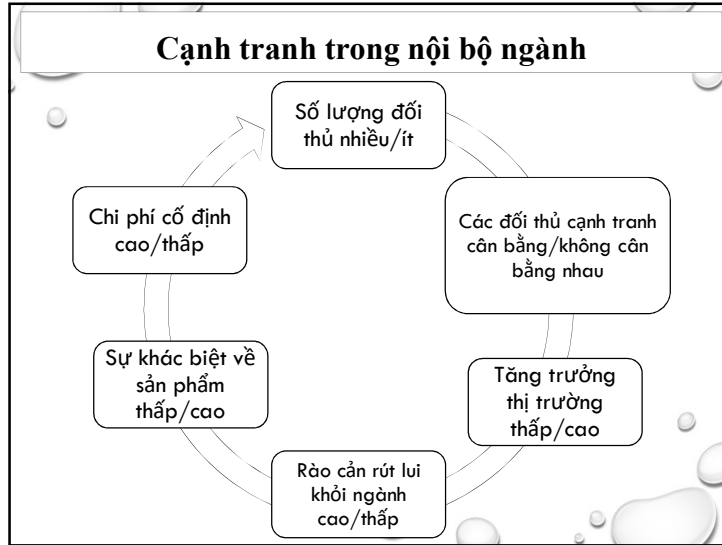 Cạnh tranh trong nội bộ ngành
Số lượng đối
thủ nhiều/ít
Các đối thủ cạnh tranh
cân bằng/không cân
bằng nhau
Tăng trưởng
thị trường
thấp/cao
Rào cản rút lui
khỏi ngành
cao/thấp
Sự khác biệt về
sản phẩm
thấp/cao
Chi phí cố định
cao/thấp